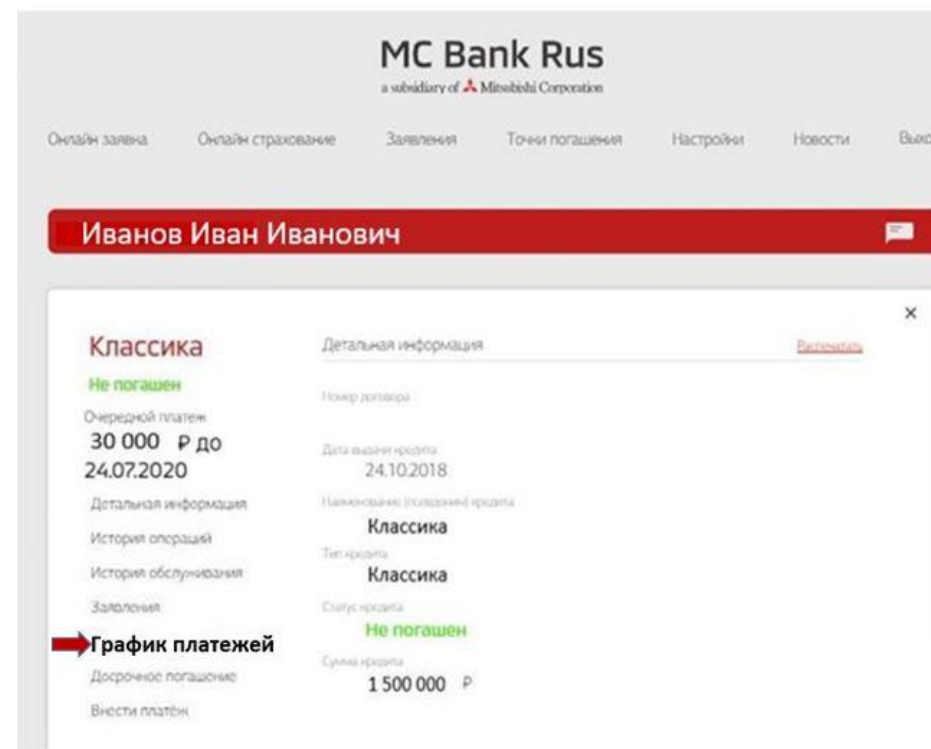 MC Bank Rus
a subsidiary of Mitsubishi Corporation
Онлайн заявка Онлайн страхование Заявления Точки погашения Настройки Новости Выхо
Иванов Иван Иванович
Классика
Не погашен
Очередной платеж
30 000 ₽ до
24.07.2020
Детальная информация
История операций
История обслуживания
Заявления
График платежей
Досрочное погашение
Внести платёж
Детальная информация Распечатать
Номер договора
Дата выдачи кредита
24.10.2018
Наименование (псевдоним) кредита
Классика
Тип кредита
Классика
Статус кредита
Не погашен
Сумма кредита
1 500 000 ₽